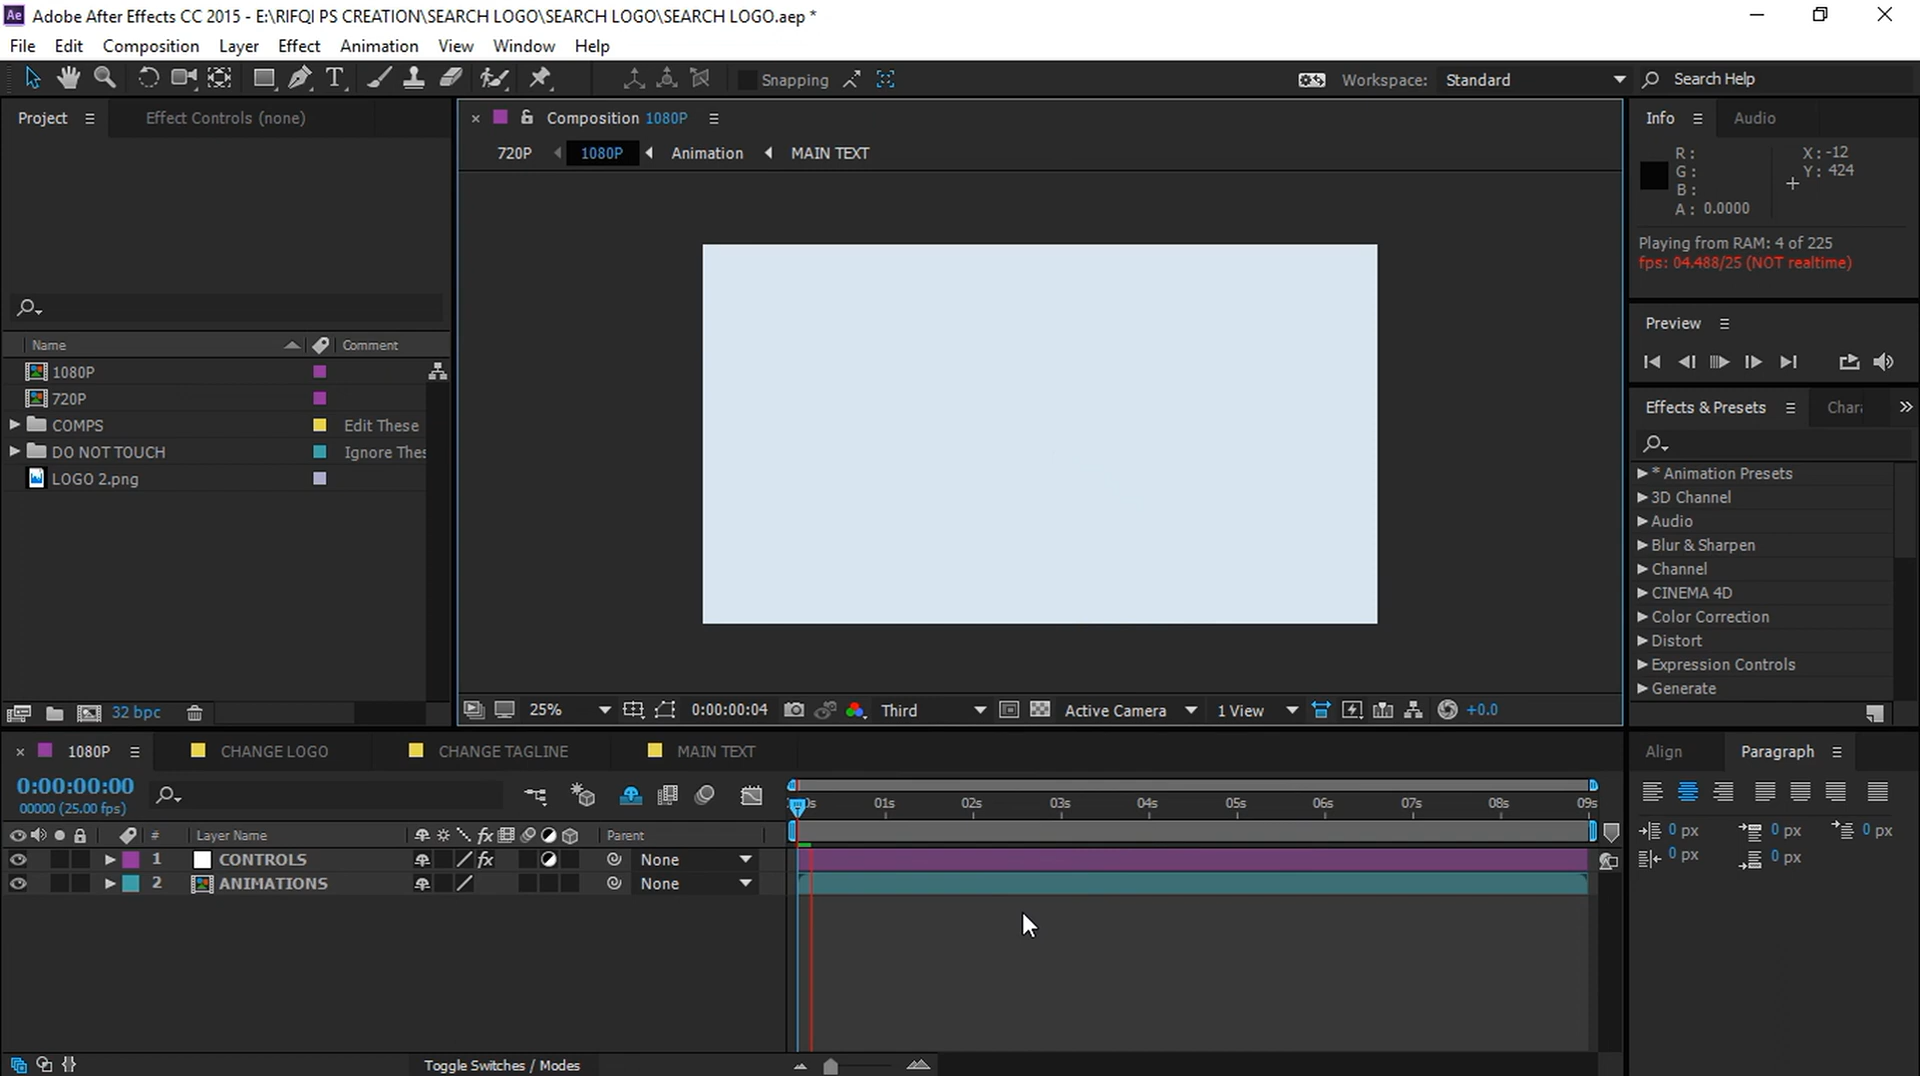 Ae Adobe After Effects CC 2015 - E:\RIFQI PS CREATION\SEARCH LOGO\SEARCH LOGO\SEARCH LOGO.aep *
File Edit Composition Layer Effect Animation View Window Help
T Snapping Workspace: Standard Search Help
Project Effect Controls (none) Composition 1080P Info Audio
720P 1080P Animation MAIN TEXT
R: X: -12
G: Y: 424
B:
A: 0.0000
Playing from RAM: 4 of 225
fps: 04.488/25 (NOT realtime)
Preview
Name Comment
1080P
720P
COMPS Edit These
DO NOT TOUCH Ignore Thes
LOGO 2.png
Effects & Presets Chara
* Animation Presets
3D Channel
Audio
Blur & Sharpen
Channel
CINEMA 4D
Color Correction
Distort
Expression Controls
Generate
32 bpc
25% 0:00:00:04 Third Active Camera 1 View +0.0
1080P CHANGE LOGO CHANGE TAGLINE MAIN TEXT
Align Paragraph
0:00:00:00
00000 (25.00 fps)
0s 01s 02s 03s 04s 05s 06s 07s 08s 09s
# Layer Name fx Parent
1 CONTROLS fx None
2 ANIMATIONS None
0 px 0 px 0 px
0 px 0 px
Toggle Switches / Modes